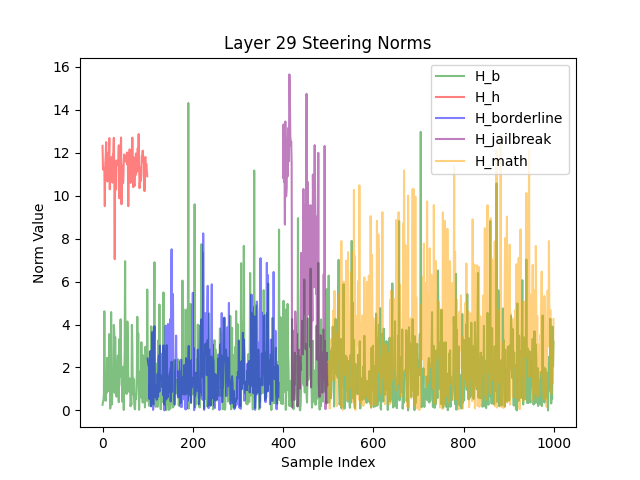 Layer 29 Steering Norms
16
14
12
10
8
6
4
2
0
Norm Value
H_b
H_h
H_borderline
H_jailbreak
H_math
0
200
400
600
800
1000
Sample Index